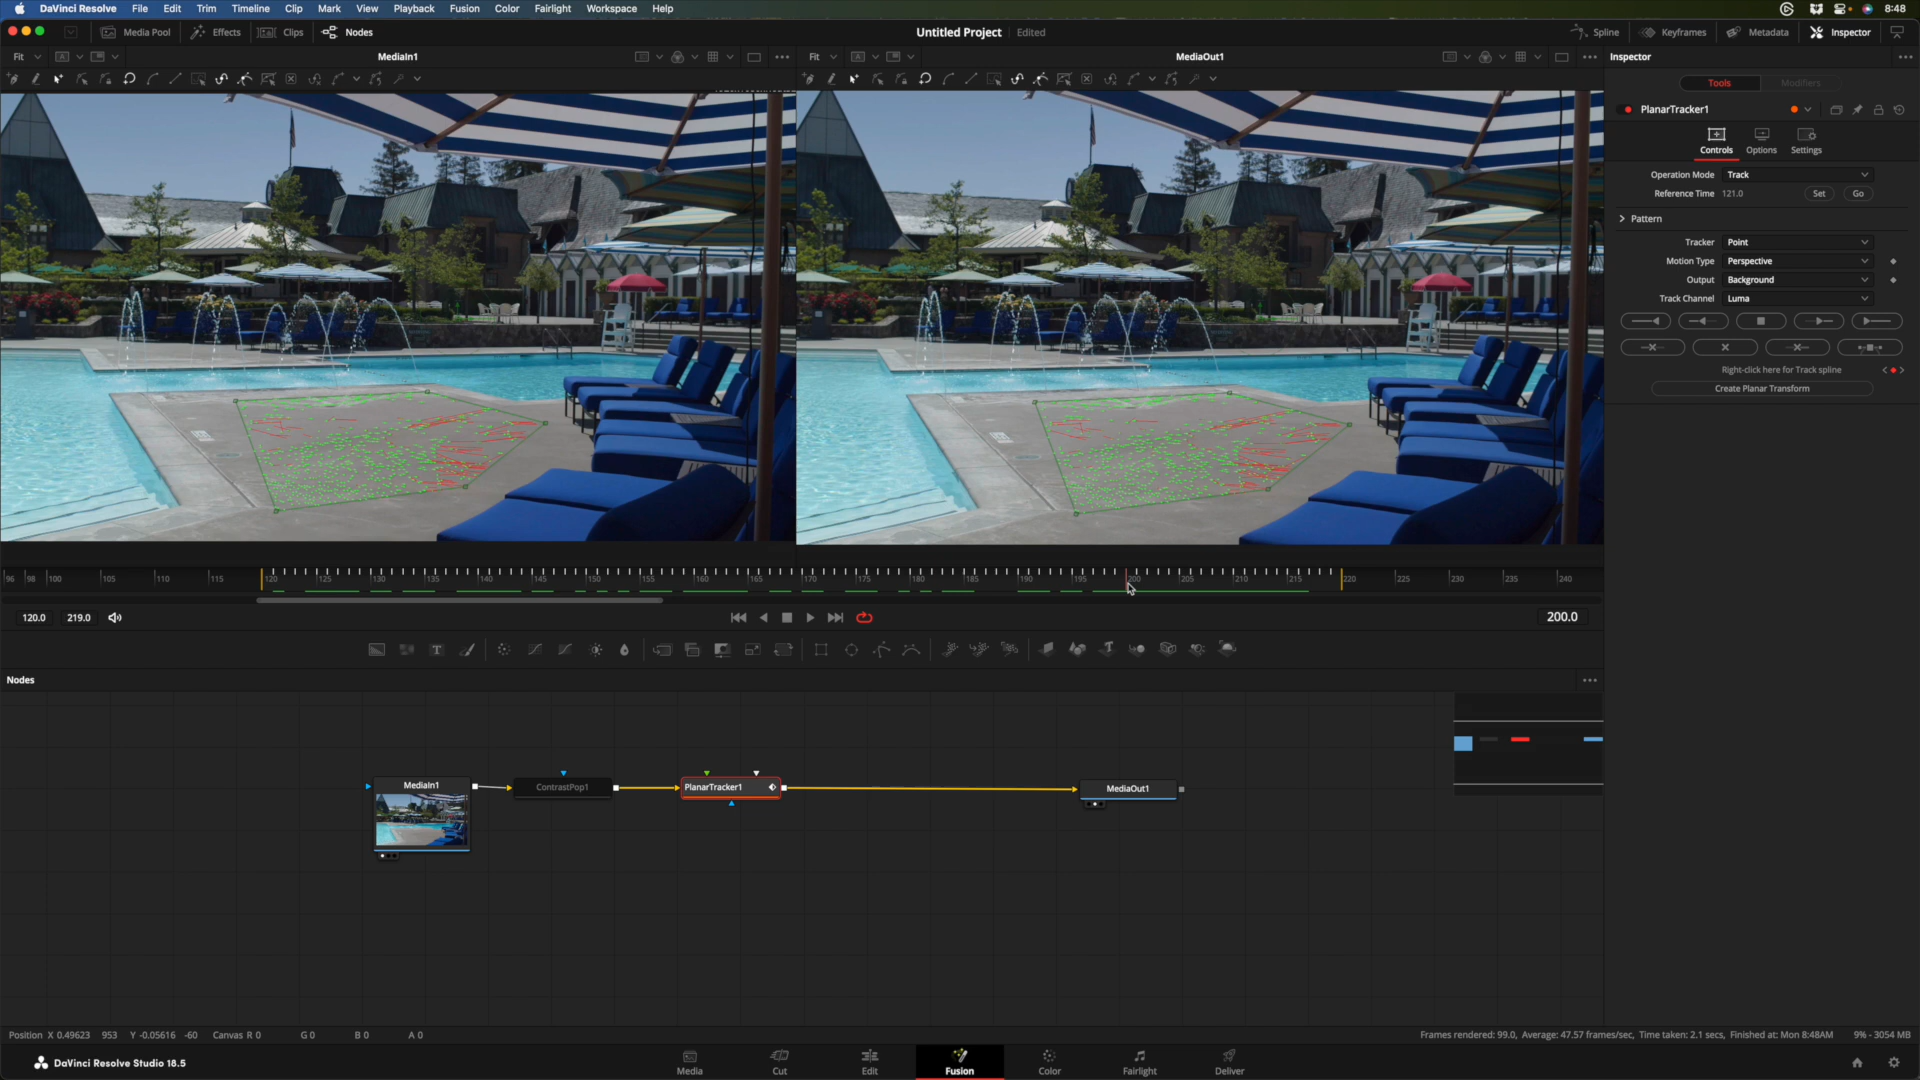 DaVinci Resolve File Edit Trim Timeline Clip Mark View Playback Fusion Color Fairlight Workspace Help 8:48
Media Pool Effects Clips Nodes Untitled Project Edited Spline Keyframes Metadata Inspector
Fit MediaIn1 Fit MediaOut1 Inspector
Tools Modifiers
PlanarTracker1
Controls Options Settings
Operation Mode Track
Reference Time 121.0 Set Go
Pattern
Tracker Point
Motion Type Perspective
Output Background
Track Channel Luma
Right-click here for Track spline
Create Planar Transform
96 98 100 105 110 115 120 125 130 135 140 145 150 155 160 165 170 175 180 185 190 195 200 205 210 215 220 225 230 235 240
120.0 219.0 200.0
Nodes
MediaIn1 ContrastPop1 PlanarTracker1 MediaOut1
Position X 0.49623 953 Y -0.05616 -60 Canvas R 0 G 0 B 0 A 0 Frames rendered: 99.0, Average: 47.57 frames/sec, Time taken: 2.1 secs, Finished at: Mon 8:48AM 9% - 3054 MB
DaVinci Resolve Studio 18.5 Media Cut Edit Fusion Color Fairlight Deliver